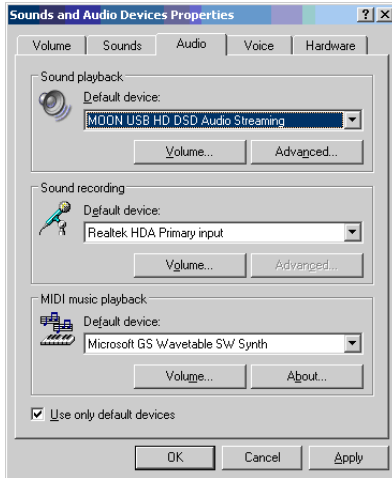 Sounds and Audio Devices Properties
Volume Sounds Audio Voice Hardware
Sound playback
Default device:
MOON USB HD DSD Audio Streaming
Volume... Advanced...
Sound recording
Default device:
Realtek HDA Primary input
Volume... Advanced...
MIDI music playback
Default device:
Microsoft GS Wavetable SW Synth
Volume... About...
Use only default devices
OK Cancel Apply